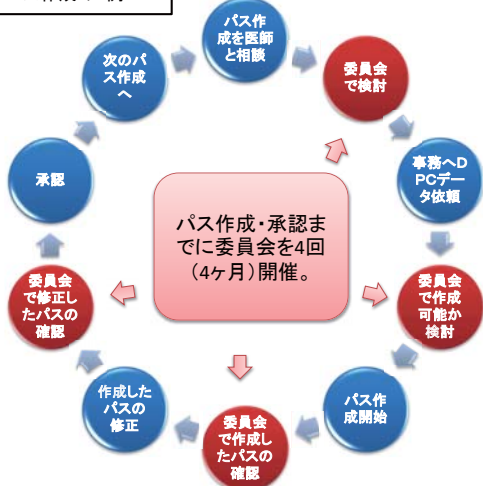 パス作
成を医師
と相談
委員会
で検討
事務へD
PCデー
タ依頼
委員会
で作成
可能か
検討
パス作
成開始
委員会
で作成し
たパスの
確認
作成した
パスの
修正
委員会
で修正し
たパスの
確認
承認
次のパ
ス作成
へ
パス作成・承認ま
でに委員会を4回
(4ヶ月)開催。